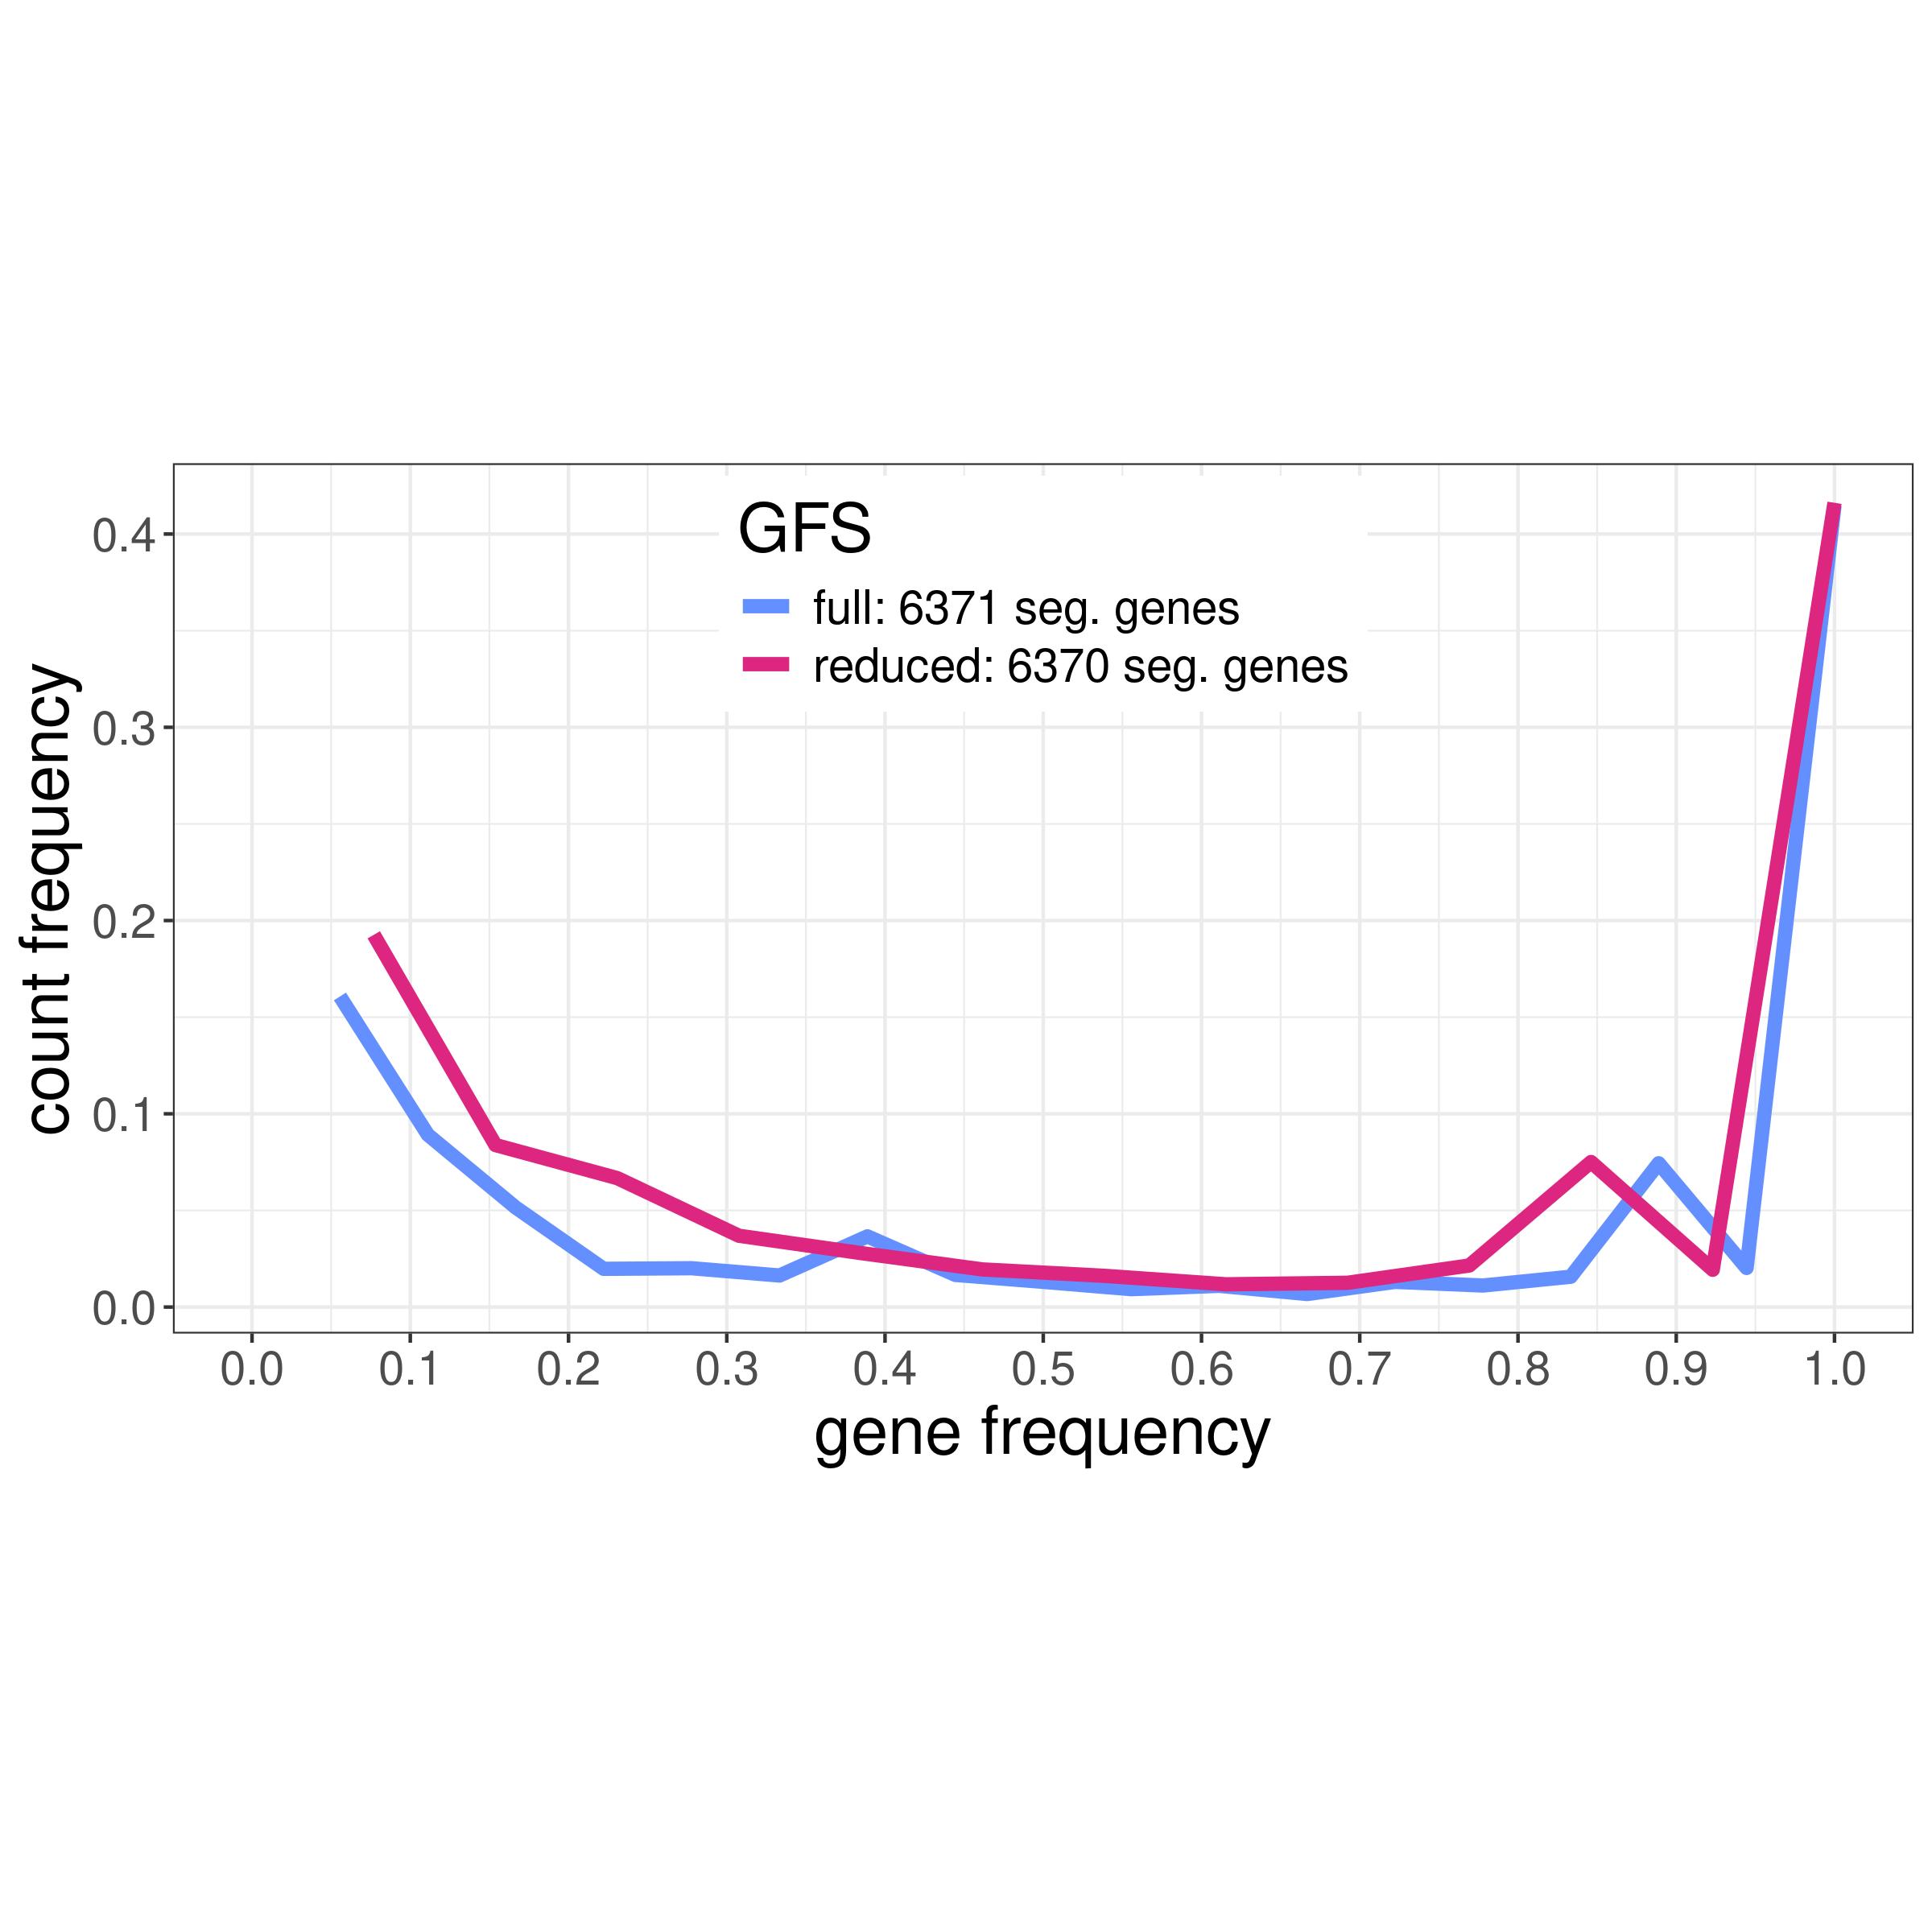 GFS
full: 6371 seg. genes
reduced: 6370 seg. genes
count frequency
0.4
0.3
0.2
0.1
0.0
0.0 0.1 0.2 0.3 0.4 0.5 0.6 0.7 0.8 0.9 1.0
gene frequency